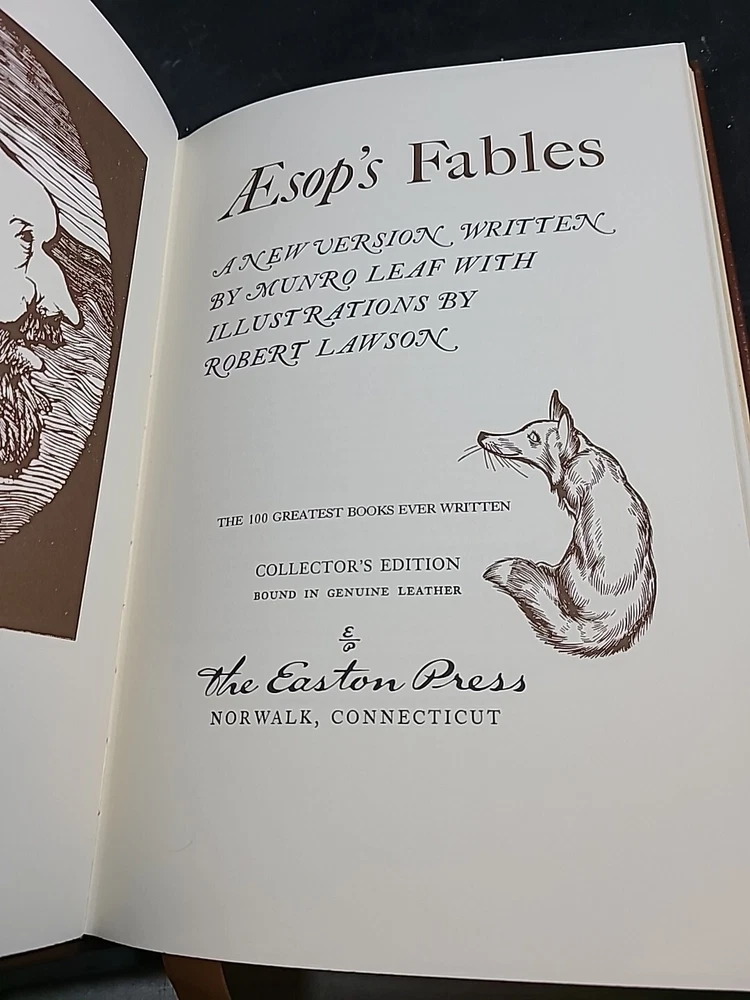 Æsop's Fables
A NEW VERSION WRITTEN
BY MUNRO LEAF WITH
ILLUSTRATIONS BY
ROBERT LAWSON
THE 100 GREATEST BOOKS EVER WRITTEN
COLLECTOR'S EDITION
BOUND IN GENUINE LEATHER
E
P
the Easton Press
NORWALK, CONNECTICUT